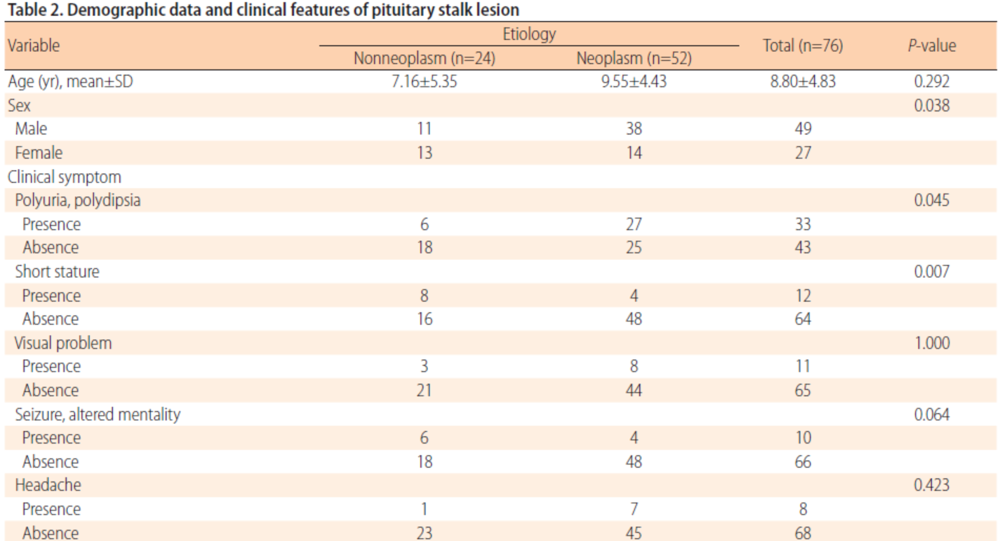 Table 2. Demographic data and clinical features of pituitary stalk lesion
Variable Etiology Total (n=76) P-value
Nonneoplasm (n=24) Neoplasm (n=52)
Age (yr), mean±SD 7.16±5.35 9.55±4.43 8.80±4.83 0.292
Sex 0.038
Male 11 38 49
Female 13 14 27
Clinical symptom
Polyuria, polydipsia 0.045
Presence 6 27 33
Absence 18 25 43
Short stature 0.007
Presence 8 4 12
Absence 16 48 64
Visual problem 1.000
Presence 3 8 11
Absence 21 44 65
Seizure, altered mentality 0.064
Presence 6 4 10
Absence 18 48 66
Headache 0.423
Presence 1 7 8
Absence 23 45 68